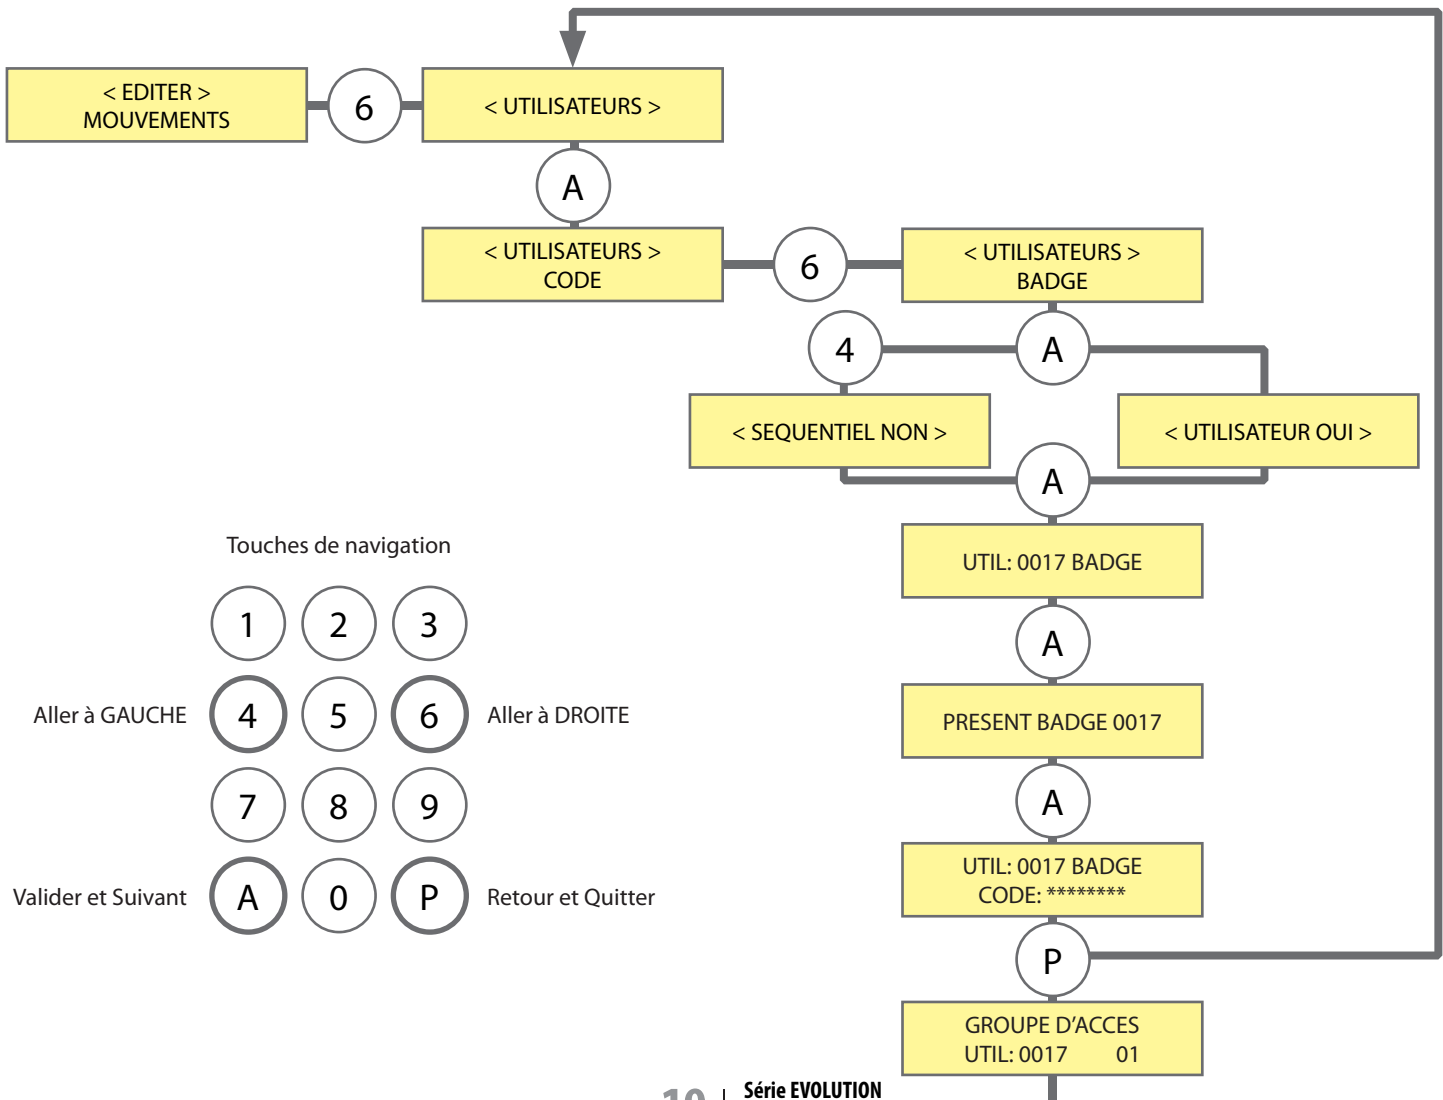 < EDITER >
MOUVEMENTS
6
< UTILISATEURS >
A
< UTILISATEURS >
CODE
6
< UTILISATEURS >
BADGE
4
A
< SEQUENTIEL NON >
< UTILISATEUR OUI >
A
UTIL: 0017 BADGE
A
PRESENT BADGE 0017
A
UTIL: 0017 BADGE
CODE: ********
P
GROUPE D’ACCES
UTIL: 0017 01
Touches de navigation
1 2 3
Aller à GAUCHE 4 5 6 Aller à DROITE
7 8 9
Valider et Suivant A 0 P Retour et Quitter
Série EVOLUTION